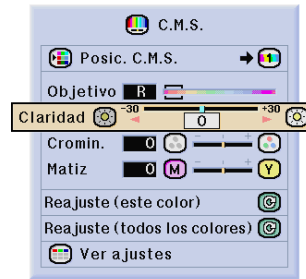 C.M.S.
Posic. C.M.S. 1
Objetivo R
Claridad -30 0 +30
Cromin. 0 - +
Matiz 0 M - + Y
Reajuste (este color)
Reajuste (todos los colores)
Ver ajustes